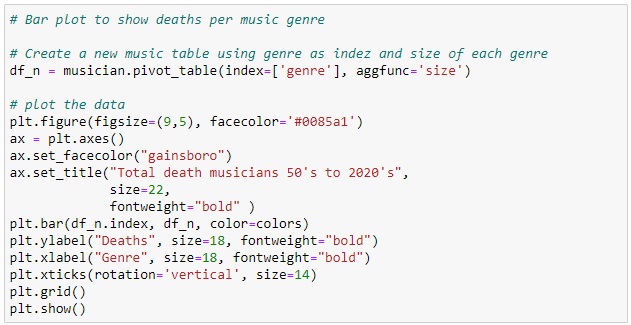 # Bar plot to show deaths per music genre
# Create a new music table using genre as indez and size of each genre
df_n = musician.pivot_table(index=['genre'], aggfunc='size')
# plot the data
plt.figure(figsize=(9,5), facecolor='#0085a1')
ax = plt.axes()
ax.set_facecolor("gainsboro")
ax.set_title("Total death musicians 50's to 2020's",
             size=22,
             fontweight="bold" )
plt.bar(df_n.index, df_n, color=colors)
plt.ylabel("Deaths", size=18, fontweight="bold")
plt.xlabel("Genre", size=18, fontweight="bold")
plt.xticks(rotation='vertical', size=14)
plt.grid()
plt.show()